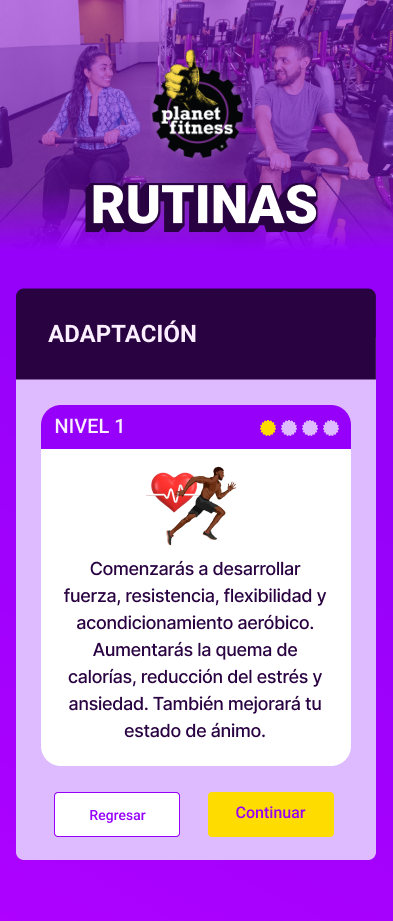 planet
fitness
RUTINAS
ADAPTACIÓN
NIVEL 1
Comenzarás a desarrollar
fuerza, resistencia, flexibilidad y
acondicionamiento aeróbico.
Aumentarás la quema de
calorías, reducción del estrés y
ansiedad. También mejorará tu
estado de ánimo.
Regresar
Continuar